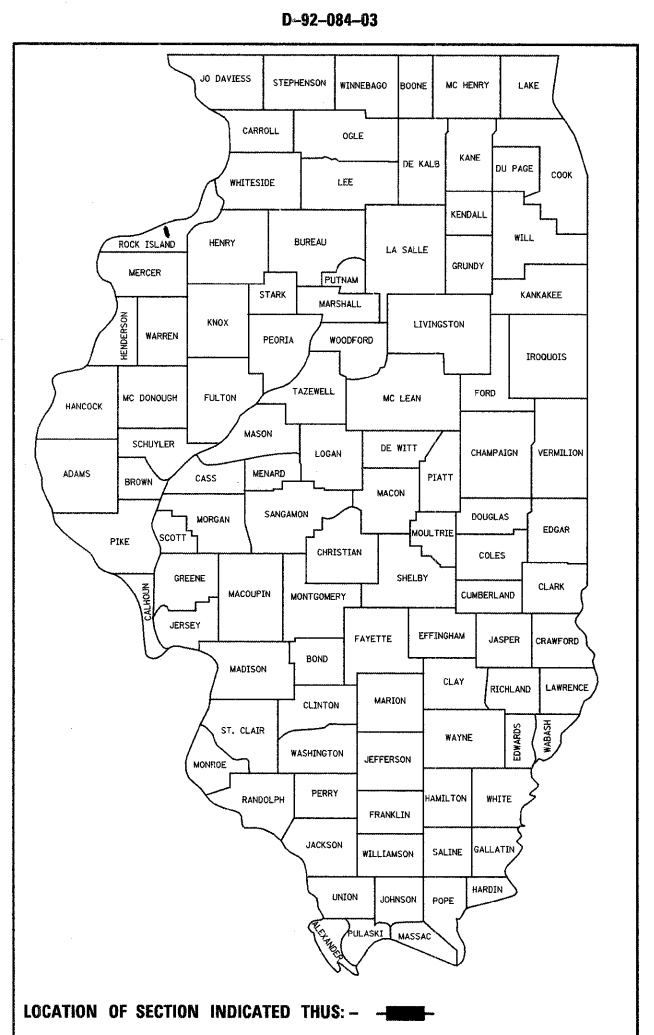 D-92-084-03
JO DAVIESS
STEPHENSON
WINNEBAGO
BOONE
MC HENRY
LAKE
CARROLL
OGLE
DE KALB
KANE
DU PAGE
COOK
WHITESIDE
LEE
KENDALL
WILL
ROCK ISLAND
HENRY
BUREAU
LA SALLE
GRUNDY
MERCER
PUTNAM
STARK
MARSHALL
KANKAKEE
HENDERSON
WARREN
KNOX
PEORIA
WOODFORD
LIVINGSTON
IROQUOIS
HANCOCK
MC DONOUGH
FULTON
TAZEWELL
MC LEAN
FORD
MASON
SCHUYLER
LOGAN
DE WITT
CHAMPAIGN
VERMILION
ADAMS
BROWN
CASS
MENARD
PIATT
MACON
MORGAN
SANGAMON
DOUGLAS
EDGAR
PIKE
SCOTT
CHRISTIAN
MOULTRIE
COLES
GREENE
MACOUPIN
MONTGOMERY
SHELBY
CUMBERLAND
CLARK
CALHOUN
JERSEY
FAYETTE
EFFINGHAM
JASPER
CRAWFORD
MADISON
BOND
CLAY
RICHLAND
LAWRENCE
CLINTON
MARION
ST. CLAIR
WAYNE
EDWARDS
WABASH
WASHINGTON
JEFFERSON
MONROE
RANDOLPH
PERRY
HAMILTON
WHITE
FRANKLIN
JACKSON
WILLIAMSON
SALINE
GALLATIN
UNION
JOHNSON
POPE
HARDIN
ALEXANDER
PULASKI
MASSAC
LOCATION OF SECTION INDICATED THUS: -